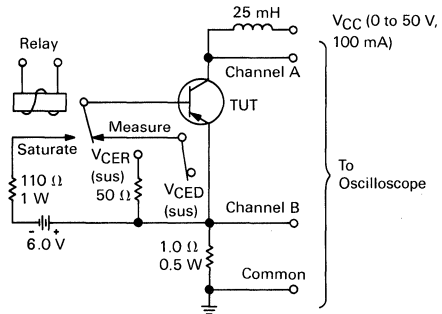 25 mH
VCC (0 to 50 V,
100 mA)
Relay
Channel A
TUT
Measure
Saturate
VCER
(sus)
50 Ω
VCED
(sus)
110 Ω
1 W
To
Oscilloscope
Channel B
- +
6.0 V
1.0 Ω
0.5 W
Common